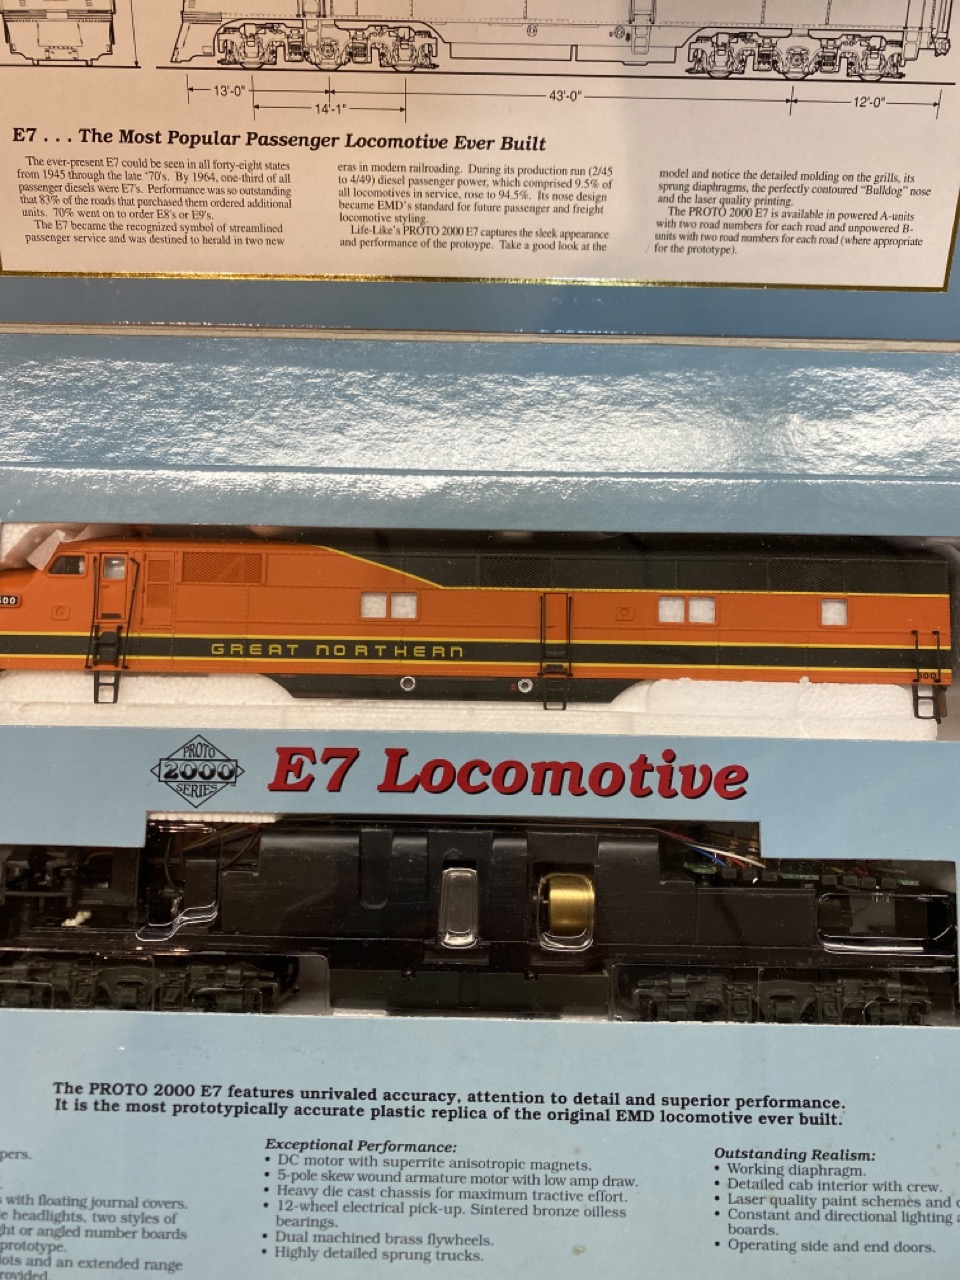 13'-0"
14'-1"
43'-0"
12'-0"
E7 . . . The Most Popular Passenger Locomotive Ever Built
The ever-present E7 could be seen in all forty-eight states
from 1945 through the late '70's. By 1964, one-third of all
passenger diesels were E7's. Performance was so outstanding
that 83% of the roads that purchased them ordered additional
units. 70% went on to order E8's or E9's.
The E7 became the recognized symbol of streamlined
passenger service and was destined to herald in two new
eras in modern railroading. During its production run (2/45
to 4/49) diesel passenger power, which comprised 9.5% of
all locomotives in service, rose to 94.5%. Its nose design
became EMD's standard for future passenger and freight
locomotive styling.
Life-Like's PROTO 2000 E7 captures the sleek appearance
and performance of the protoype. Take a good look at the
model and notice the detailed molding on the grills, its
sprung diaphragms, the perfectly contoured "Bulldog" nose
and the laser quality printing.
The PROTO 2000 E7 is available in powered A-units
with two road numbers for each road and unpowered B-
units with two road numbers for each road (where appropriate
for the prototype).
500
GREAT NORTHERN
500
PROTO
2000
SERIES
E7 Locomotive
The PROTO 2000 E7 features unrivaled accuracy, attention to detail and superior performance.
It is the most prototypically accurate plastic replica of the original EMD locomotive ever built.
pers.
with floating journal covers.
e headlights, two styles of
ht or angled number boards
prototype.
lots and an extended range
rovided.
Exceptional Performance:
• DC motor with superrite anisotropic magnets.
• 5-pole skew wound armature motor with low amp draw.
• Heavy die cast chassis for maximum tractive effort.
• 12-wheel electrical pick-up. Sintered bronze oilless
bearings.
• Dual machined brass flywheels.
• Highly detailed sprung trucks.
Outstanding Realism:
• Working diaphragm.
• Detailed cab interior with crew.
• Laser quality paint schemes and
• Constant and directional lighting
boards.
• Operating side and end doors.